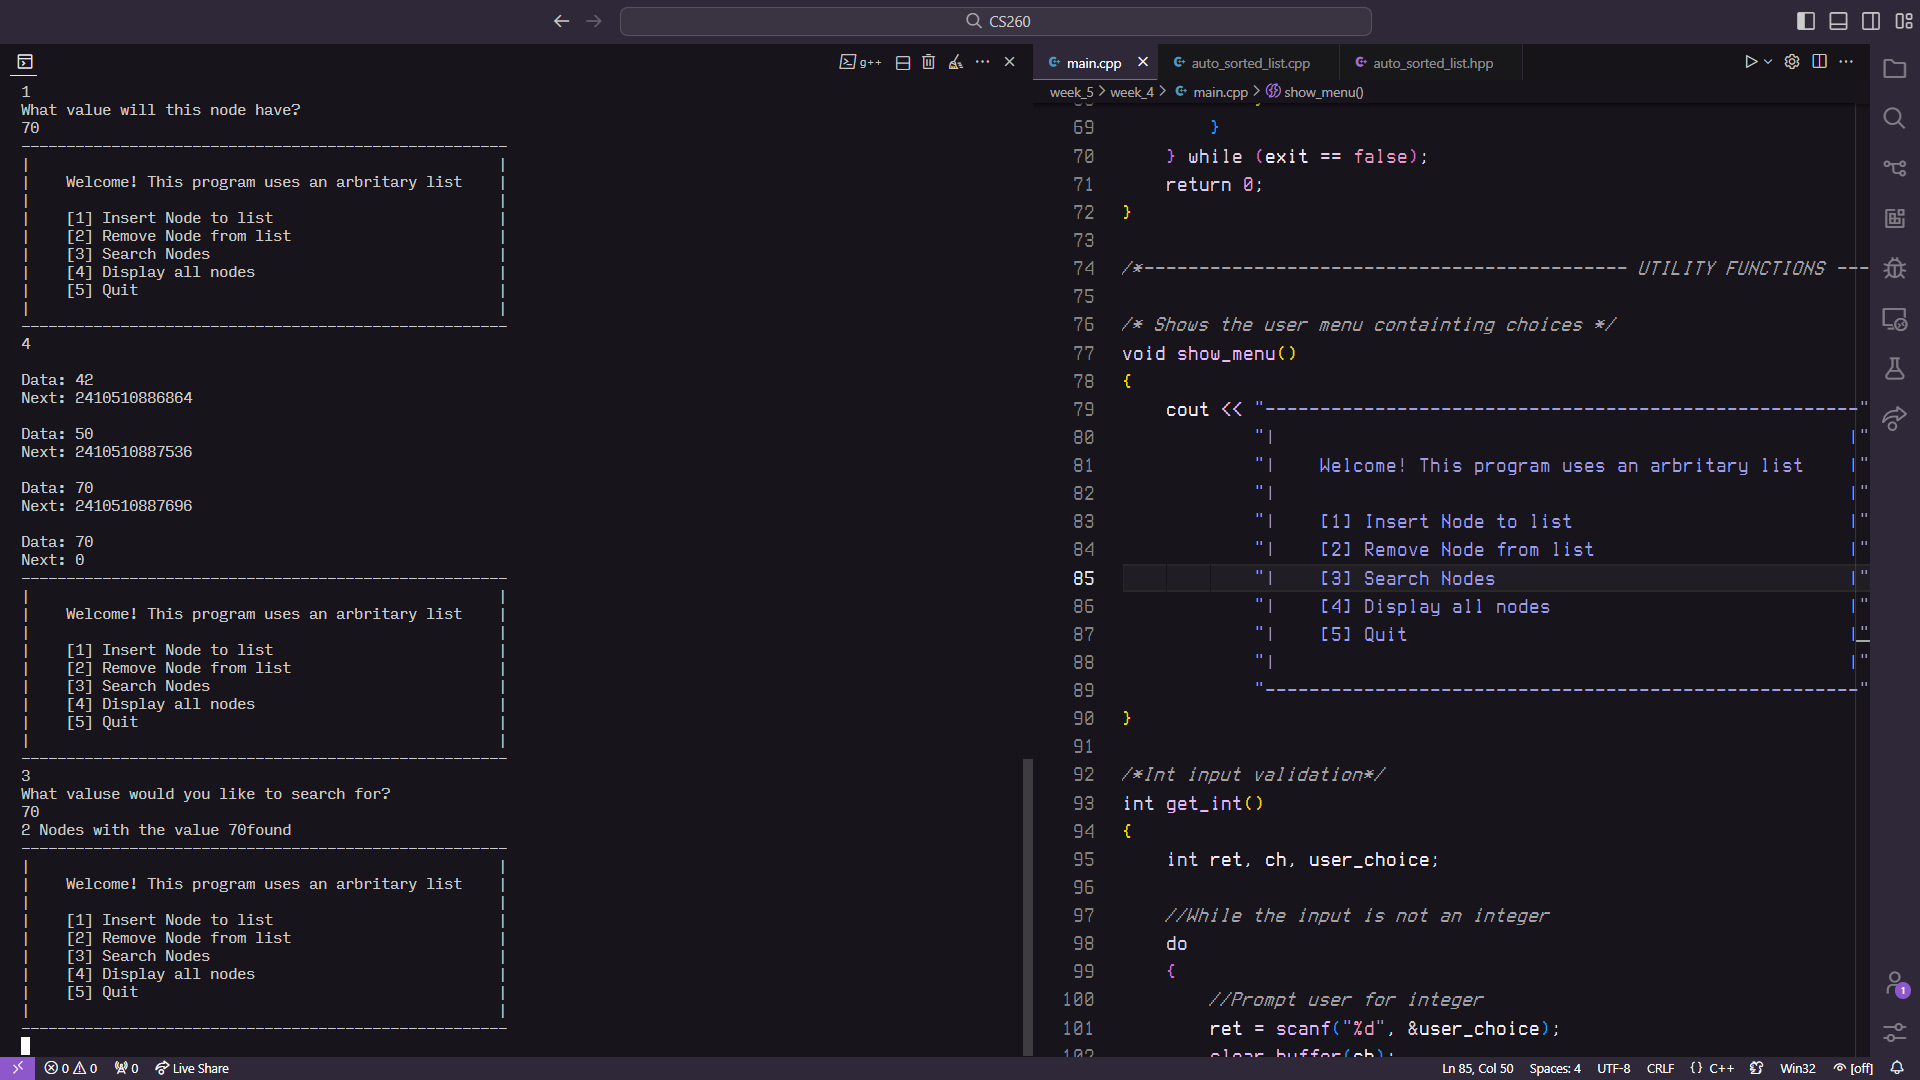 CS260
g++
1
What value will this node have?
70
------------------------------------------------------
|                                                    |
|    Welcome! This program uses an arbritary list    |
|                                                    |
|    [1] Insert Node to list                         |
|    [2] Remove Node from list                       |
|    [3] Search Nodes                                |
|    [4] Display all nodes                           |
|    [5] Quit                                        |
|                                                    |
------------------------------------------------------
4
Data: 42
Next: 2410510886864
Data: 50
Next: 2410510887536
Data: 70
Next: 2410510887696
Data: 70
Next: 0
------------------------------------------------------
|                                                    |
|    Welcome! This program uses an arbritary list    |
|                                                    |
|    [1] Insert Node to list                         |
|    [2] Remove Node from list                       |
|    [3] Search Nodes                                |
|    [4] Display all nodes                           |
|    [5] Quit                                        |
|                                                    |
------------------------------------------------------
3
What valuse would you like to search for?
70
2 Nodes with the value 70found
------------------------------------------------------
|                                                    |
|    Welcome! This program uses an arbritary list    |
|                                                    |
|    [1] Insert Node to list                         |
|    [2] Remove Node from list                       |
|    [3] Search Nodes                                |
|    [4] Display all nodes                           |
|    [5] Quit                                        |
|                                                    |
------------------------------------------------------
main.cpp auto_sorted_list.cpp auto_sorted_list.hpp
week_5 > week_4 > main.cpp > show_menu()
69         }
70     } while (exit == false);
71     return 0;
72 }
73
74 /*-------------------------------------------- UTILITY FUNCTIONS ---
75
76 /* Shows the user menu containting choices */
77 void show_menu()
78 {
79     cout << "------------------------------------------------------"
80             "|                                                    |"
81             "|    Welcome! This program uses an arbritary list    |"
82             "|                                                    |"
83             "|    [1] Insert Node to list                         |"
84             "|    [2] Remove Node from list                       |"
85             "|    [3] Search Nodes                                |"
86             "|    [4] Display all nodes                           |"
87             "|    [5] Quit                                        |"
88             "|                                                    |"
89             "------------------------------------------------------"
90 }
91
92 /*Int input validation*/
93 int get_int()
94 {
95     int ret, ch, user_choice;
96
97     //While the input is not an integer
98     do
99     {
100         //Prompt user for integer
101         ret = scanf("%d", &user_choice);
102         clear_buffer(ch);
1
0 0 0 Live Share Ln 85, Col 50 Spaces: 4 UTF-8 CRLF {} C++ Win32 [off]